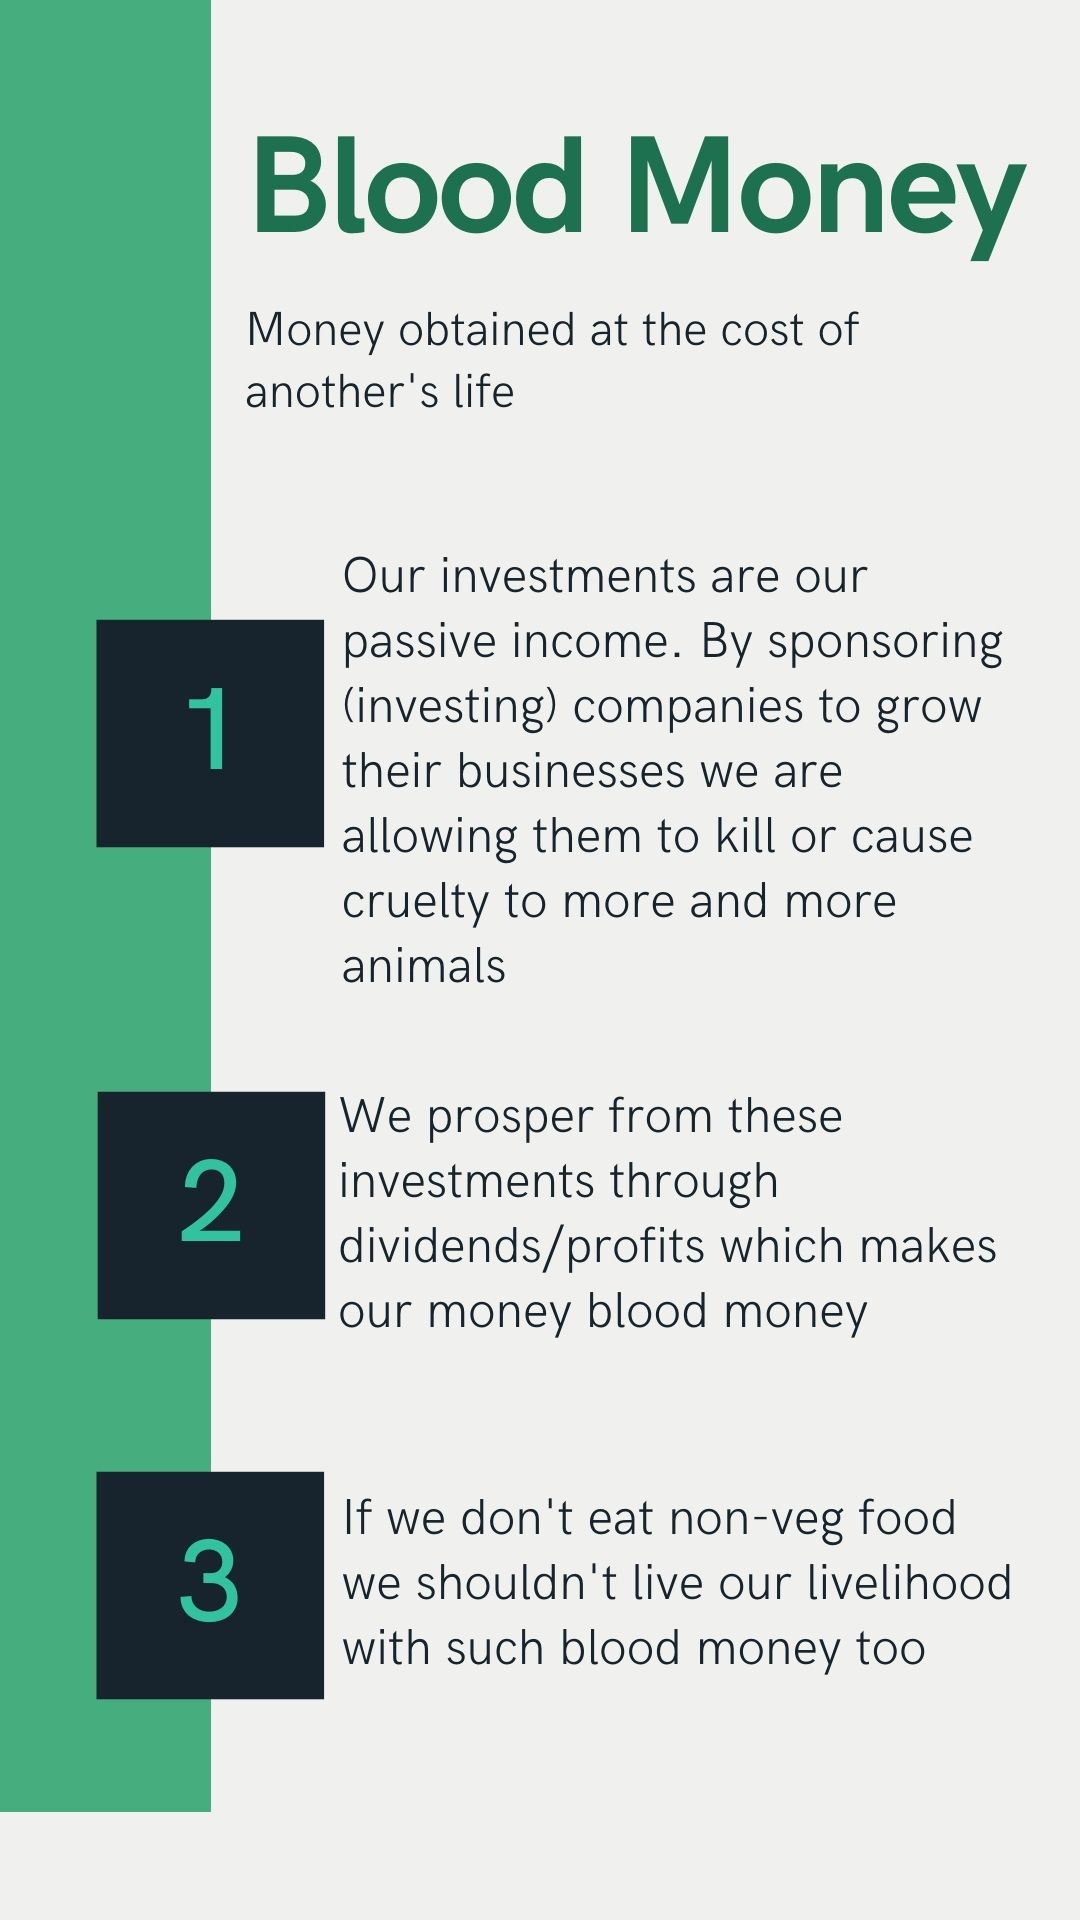 Blood Money
Money obtained at the cost of
another's life
1
Our investments are our
passive income. By sponsoring
(investing) companies to grow
their businesses we are
allowing them to kill or cause
cruelty to more and more
animals
2
We prosper from these
investments through
dividends/profits which makes
our money blood money
3
If we don't eat non-veg food
we shouldn't live our livelihood
with such blood money too